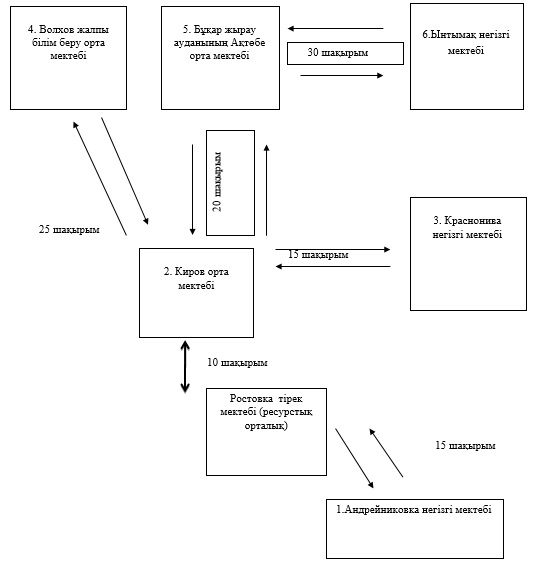 4. Волхов жалпы
білім беру орта
мектебі
5. Бұқар жырау
ауданының Ақтөбе
орта мектебі
30 шақырым
6.Ынтымақ негізгі
мектебі
20 шақырым
25 шақырым
3. Краснонива
негізгі мектебі
2. Киров орта
мектебі
15 шақырым
10 шақырым
Ростовка тірек
мектебі (ресурстық
орталық)
15 шақырым
1.Андрейниковка негізгі мектебі